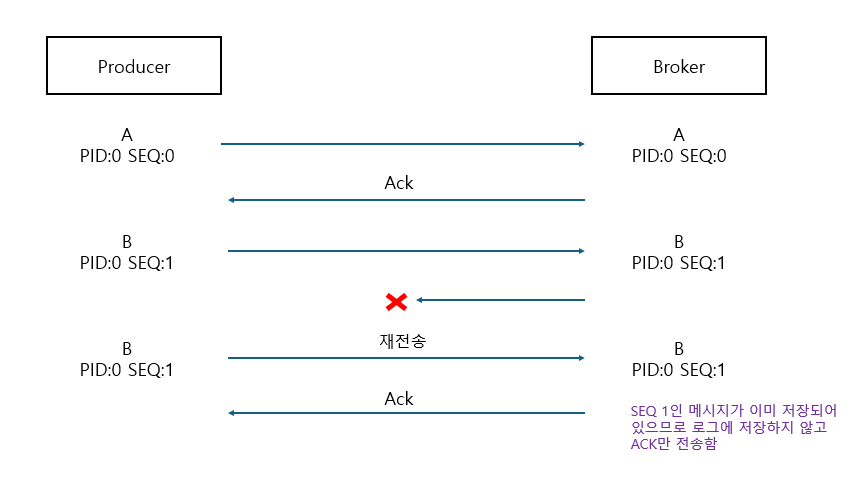 Producer
Broker
A
PID:0 SEQ:0
A
PID:0 SEQ:0
Ack
B
PID:0 SEQ:1
B
PID:0 SEQ:1
재전송
B
PID:0 SEQ:1
B
PID:0 SEQ:1
Ack
SEQ 1인 메시지가 이미 저장되어
있으므로 로그에 저장하지 않고
ACK만 전송함